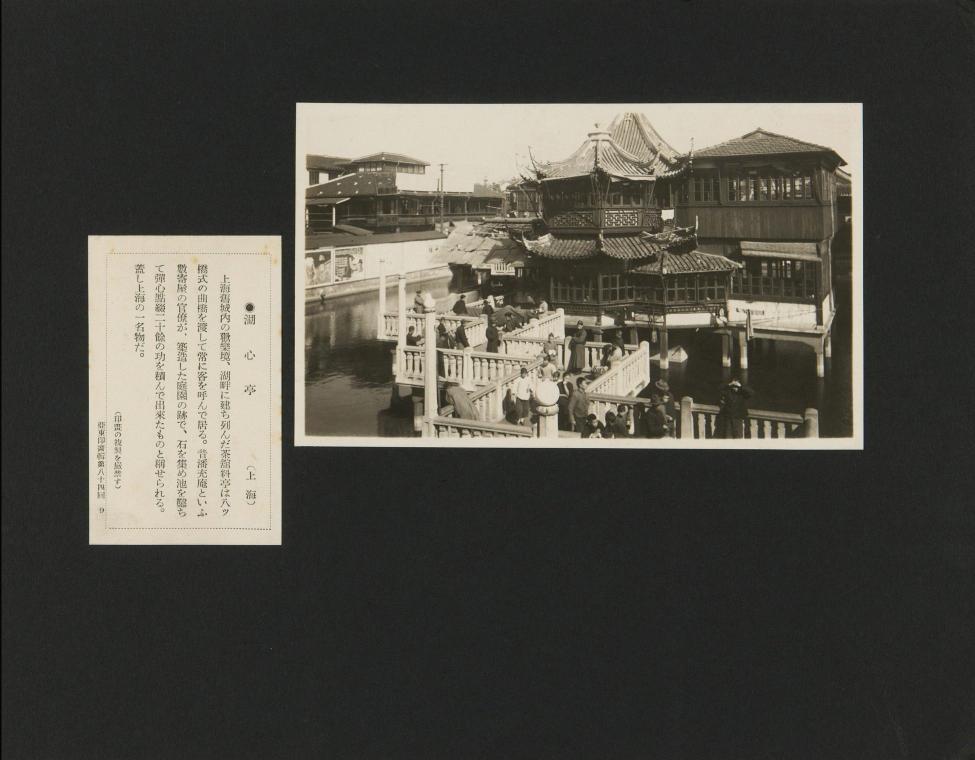 ●湖心亭
(上海)
上海舊城内の歡樂境、湖畔に建ち列んだ茶館料亭は八ッ
橋式の曲橋を渡して常に客を呼んで居る。昔潘充庵といふ
數寄屋の官僚が、築造した庭園の跡で、石を集め池を鑿ち
て彈心點綴二十餘の功を積んで出來たものと稱せられる。
蓋し上海の一名物だ。
(印畫の複製を嚴禁す)
亞東印畫輯第八十四回 9